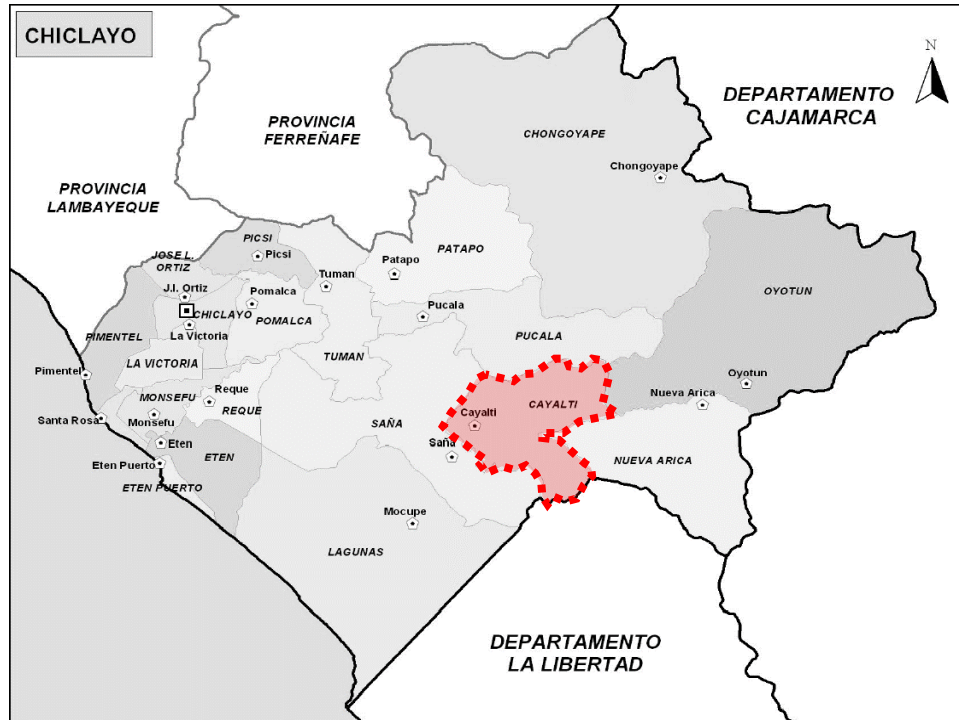 CHICLAYO
N
DEPARTAMENTO
CAJAMARCA
PROVINCIA
FERREÑAFE
CHONGOYAPE
Chongoyape
PROVINCIA
LAMBAYEQUE
PICSI
Picsi
JOSE L.
ORTIZ
PATAPO
Patapo
Tuman
J.l. Ortiz
Pomalca
OYOTUN
Pucala
CHICLAYO
POMALCA
La Victoria
PIMENTEL
PUCALA
TUMAN
LA VICTORIA
Pimentel
Oyotun
Reque
Nueva Arica
MONSEFU
CAYALTI
REQUE
Cayalti
Santa Rosa
Monsefu
SAÑA
Saña
Eten
ETEN
NUEVA ARICA
Eten Puerto
ETEN PUERTO
Mocupe
LAGUNAS
DEPARTAMENTO
LA LIBERTAD